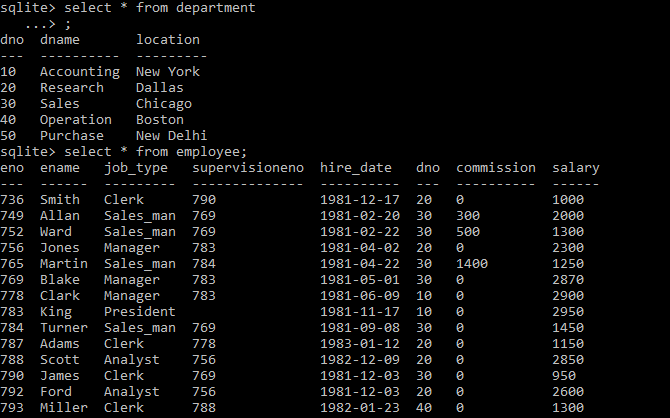 sqlite> select * from department
   ...> ;
dno  dname       location
---  ----------  ---------
10   Accounting  New York
20   Research    Dallas
30   Sales       Chicago
40   Operation   Boston
50   Purchase    New Delhi
sqlite> select * from employee;
eno  ename   job_type   supervisioneno  hire_date   dno  commission  salary
---  ------  ---------  --------------  ----------  ---  ----------  ------
736  Smith   Clerk      790             1981-12-17  20   0           1000
749  Allan   Sales_man  769             1981-02-20  30   300         2000
752  Ward    Sales_man  769             1981-02-22  30   500         1300
756  Jones   Manager    783             1981-04-02  20   0           2300
765  Martin  Sales_man  784             1981-04-22  30   1400        1250
769  Blake   Manager    783             1981-05-01  30   0           2870
778  Clark   Manager    783             1981-06-09  10   0           2900
783  King    President                  1981-11-17  10   0           2950
784  Turner  Sales_man  769             1981-09-08  30   0           1450
787  Adams   Clerk      778             1983-01-12  20   0           1150
788  Scott   Analyst    756             1982-12-09  20   0           2850
790  James   Clerk      769             1981-12-03  30   0           950
792  Ford    Analyst    756             1981-12-03  20   0           2600
793  Miller  Clerk      788             1982-01-23  40   0           1300